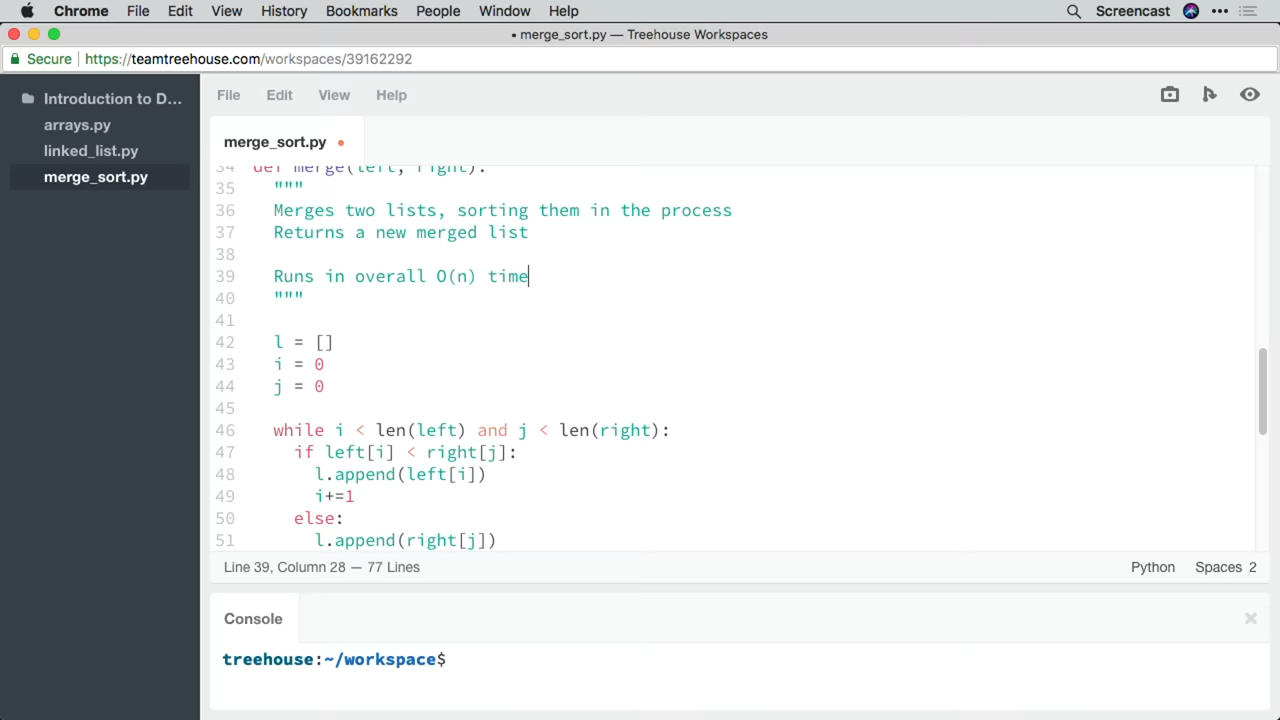 Chrome File Edit View History Bookmarks People Window Help Screencast
• merge_sort.py — Treehouse Workspaces
Secure https://teamtreehouse.com/workspaces/39162292
Introduction to D...
arrays.py
linked_list.py
merge_sort.py
File Edit View Help
merge_sort.py
34 def merge(left, right):
35 """
36 Merges two lists, sorting them in the process
37 Returns a new merged list
38
39 Runs in overall O(n) time
40 """
41
42 l = []
43 i = 0
44 j = 0
45
46 while i < len(left) and j < len(right):
47 if left[i] < right[j]:
48 l.append(left[i])
49 i+=1
50 else:
51 l.append(right[j])
Line 39, Column 28 — 77 Lines Python Spaces 2
Console
treehouse:~/workspace$